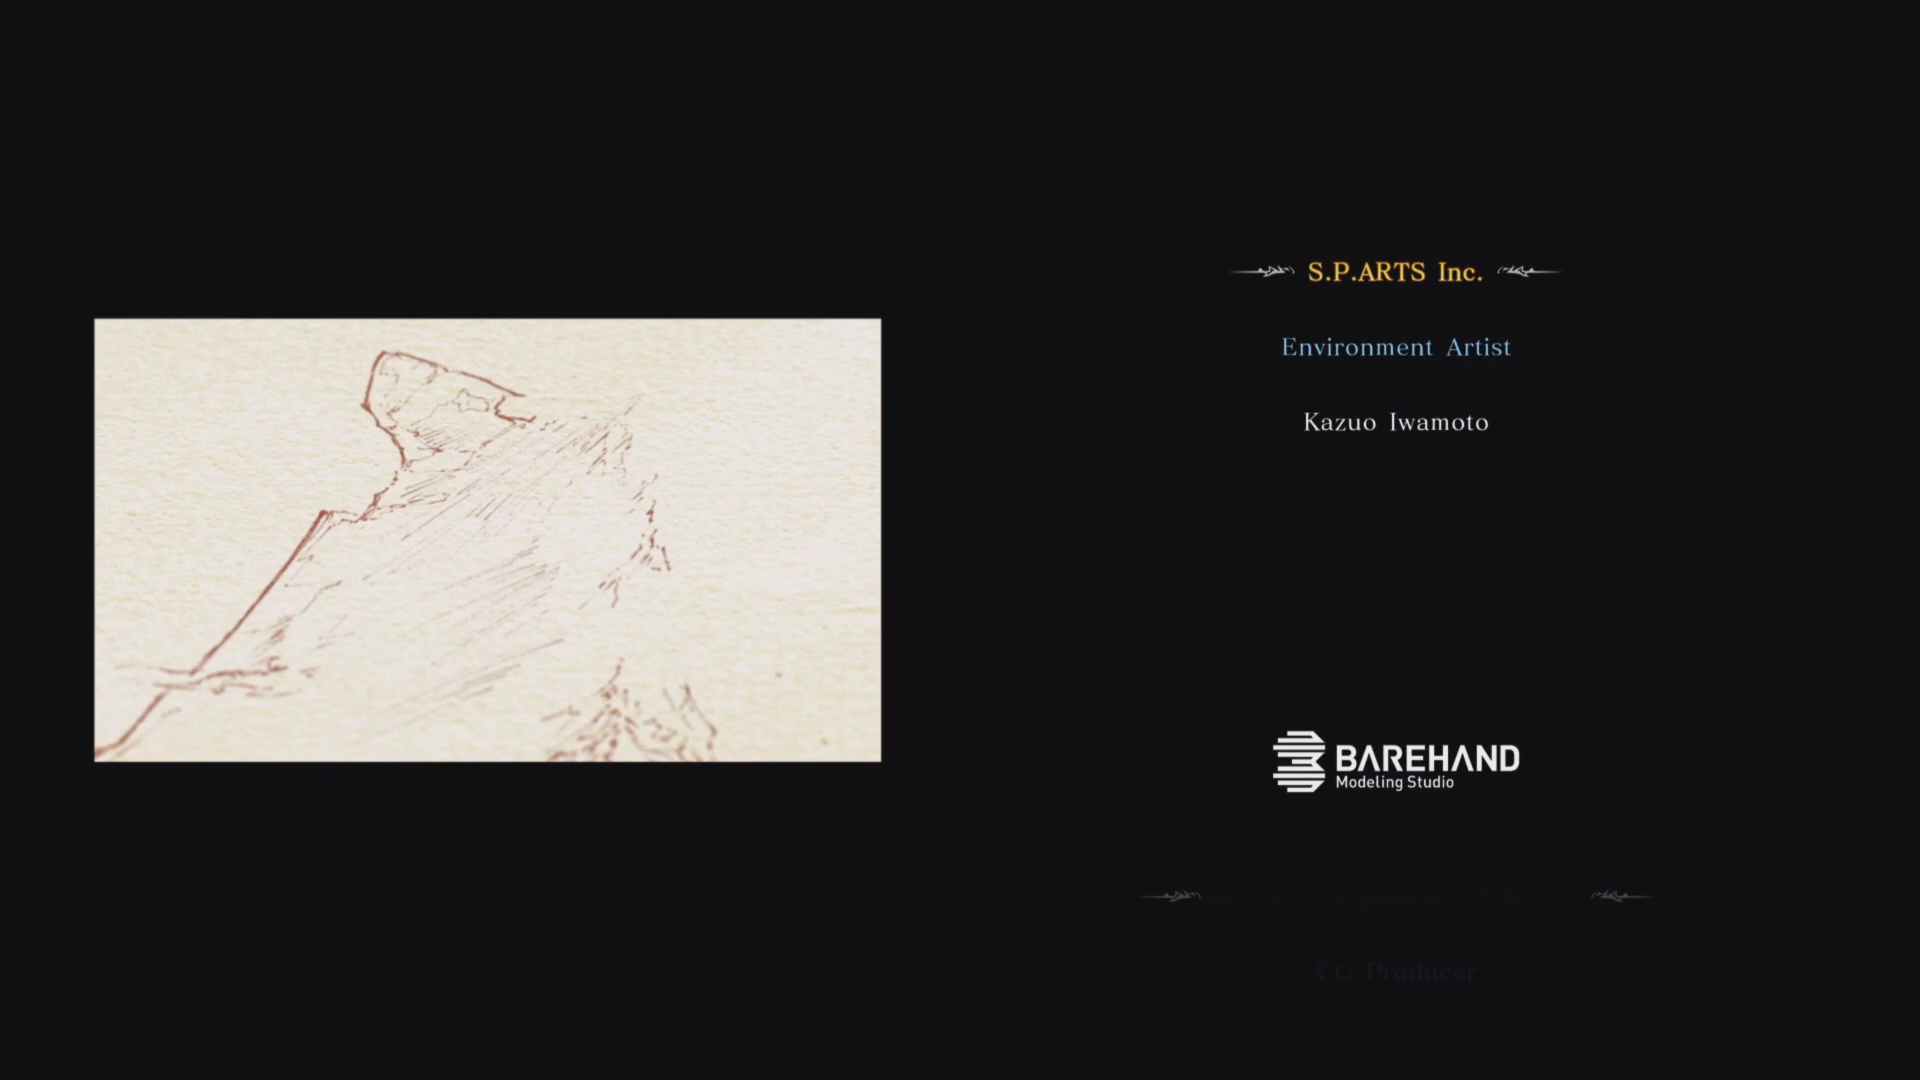 S.P.ARTS Inc.
Environment Artist
Kazuo Iwamoto
BAREHAND
Modeling Studio
CG Producer